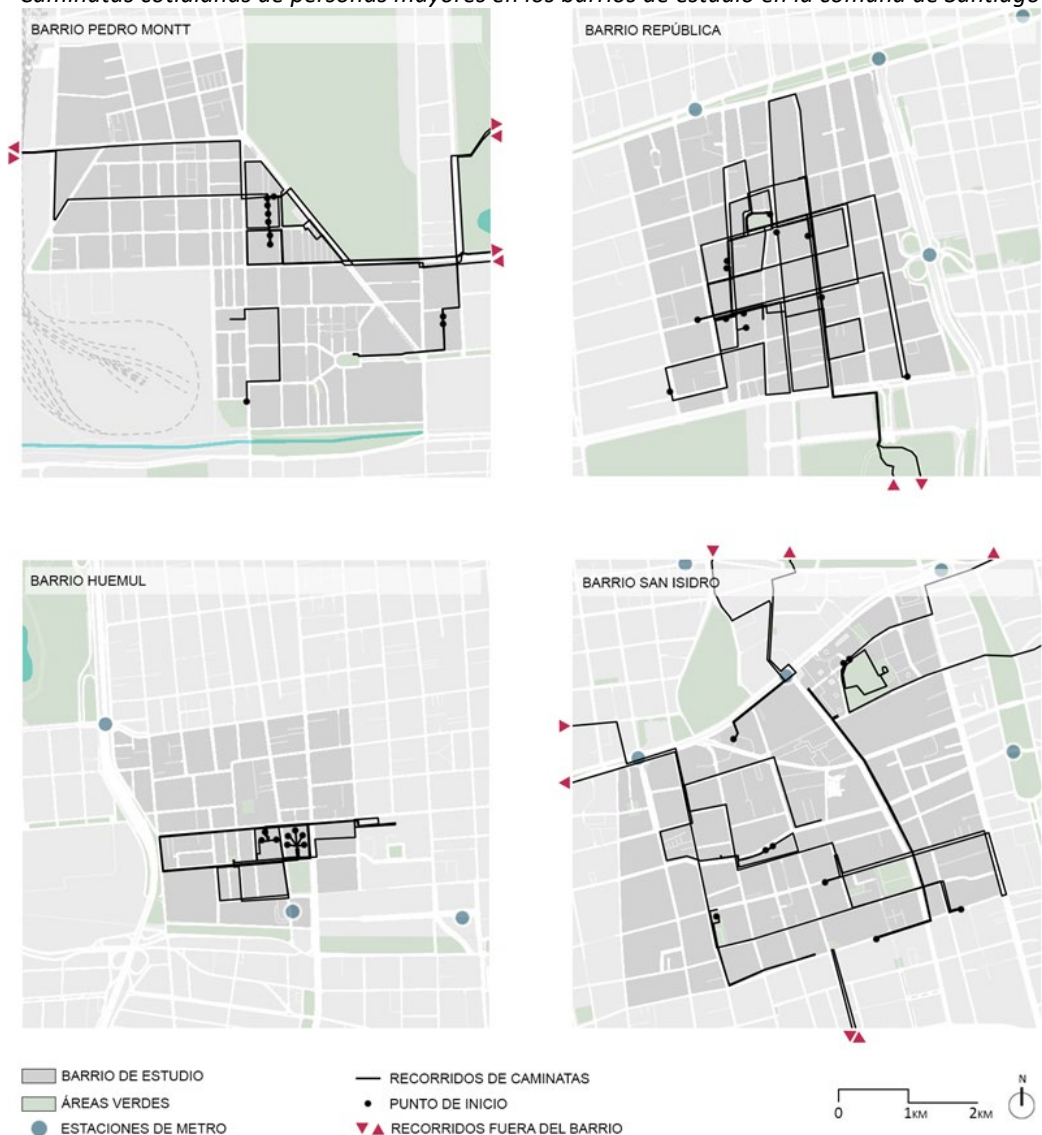 Caminatas cotidianas de personas mayores en los barrios de estudio en la comuna de Santiago
BARRIO PEDRO MONTT
BARRIO REPÚBLICA
BARRIO HUEMUL
BARRIO SAN ISIDRO
BARRIO DE ESTUDIO
ÁREAS VERDES
ESTACIONES DE METRO
RECORRIDOS DE CAMINATAS
PUNTO DE INICIO
RECORRIDOS FUERA DEL BARRIO
0 1KM 2KM
N